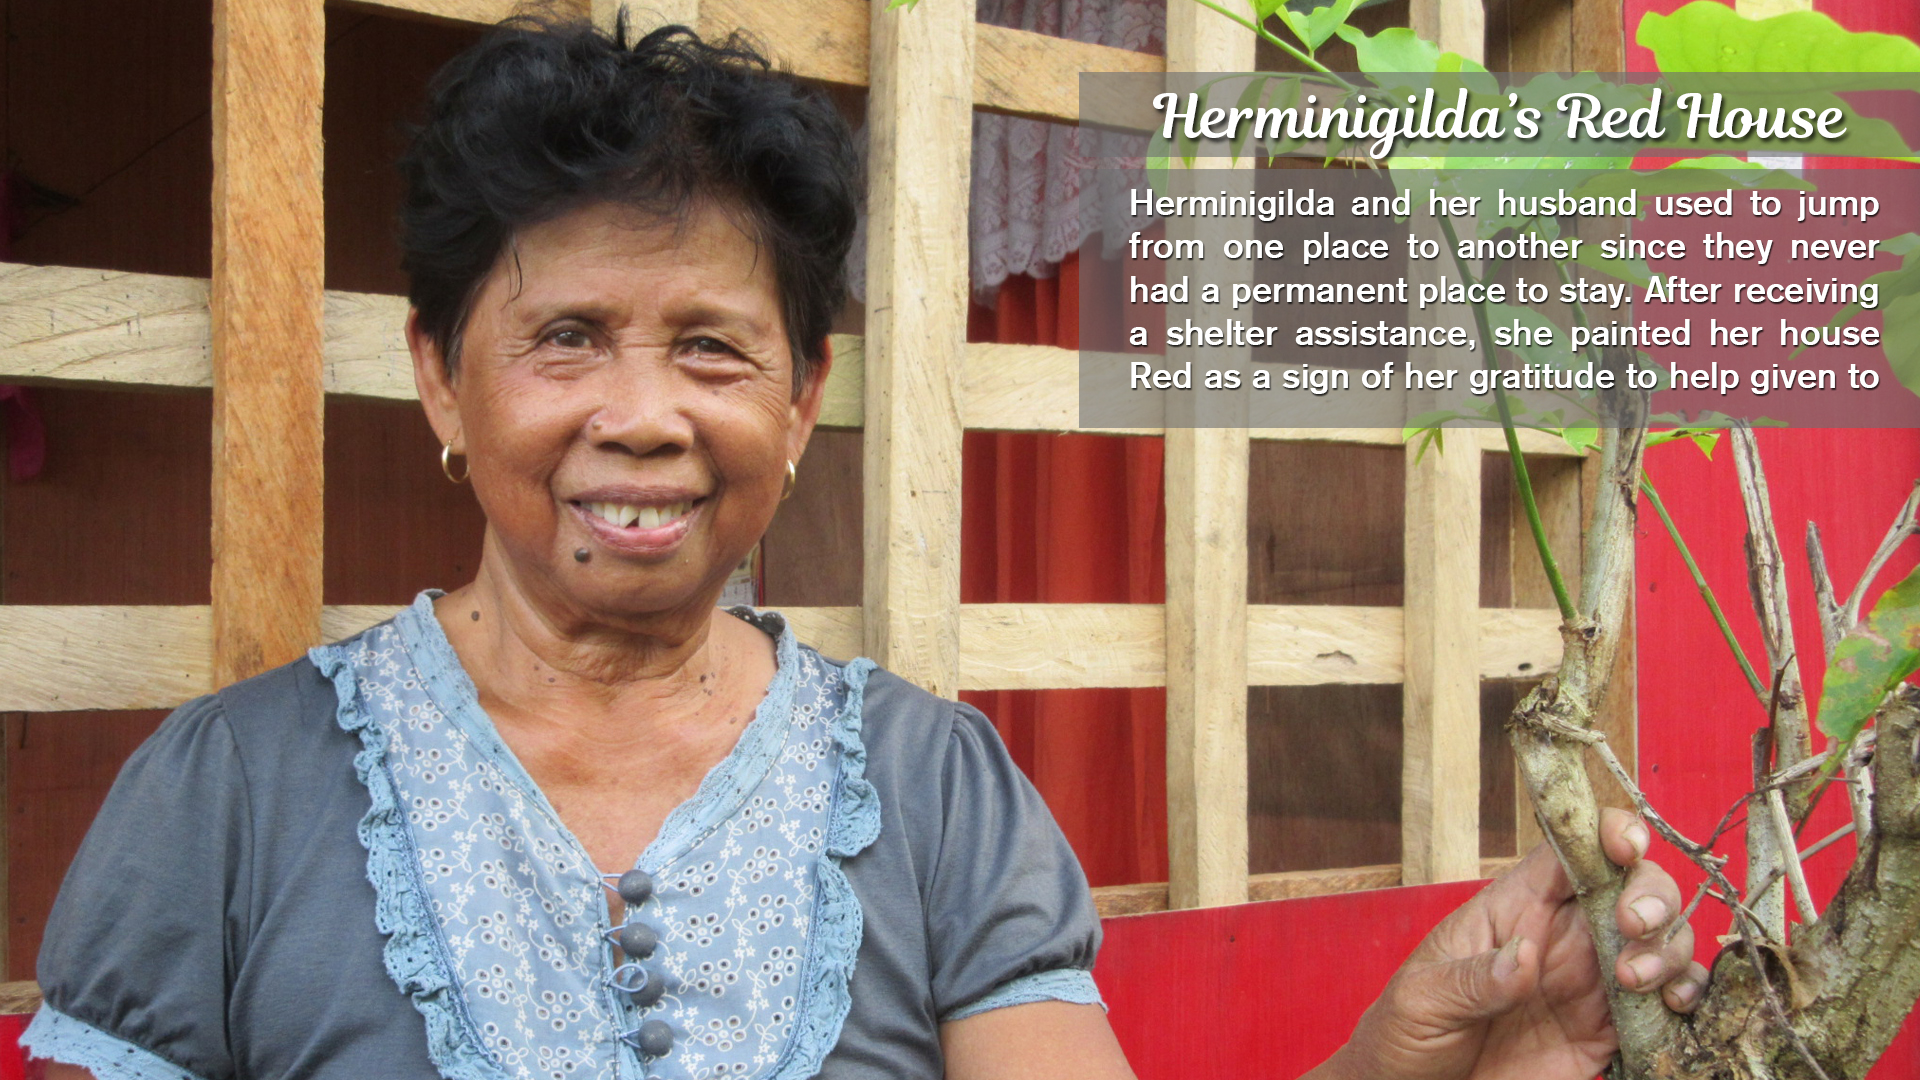 Herminigilda’s Red House
Herminigilda and her husband used to jump
from one place to another since they never
had a permanent place to stay. After receiving
a shelter assistance, she painted her house
Red as a sign of her gratitude to help given to